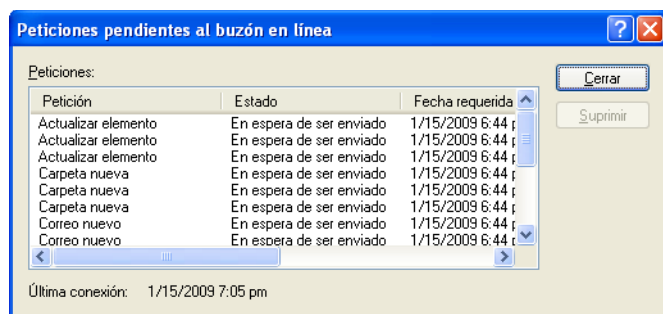 Peticiones pendientes al buzón en línea
Peticiones:
Cerrar
Suprimir
Petición Estado Fecha requerida
Actualizar elemento En espera de ser enviado 1/15/2009 6:44 p
Actualizar elemento En espera de ser enviado 1/15/2009 6:44 p
Actualizar elemento En espera de ser enviado 1/15/2009 6:44 p
Carpeta nueva En espera de ser enviado 1/15/2009 6:44 p
Carpeta nueva En espera de ser enviado 1/15/2009 6:44 p
Carpeta nueva En espera de ser enviado 1/15/2009 6:44 p
Correo nuevo En espera de ser enviado 1/15/2009 6:44 p
Correo nuevo En espera de ser enviado 1/15/2009 6:44 p
Última conexión: 1/15/2009 7:05 pm